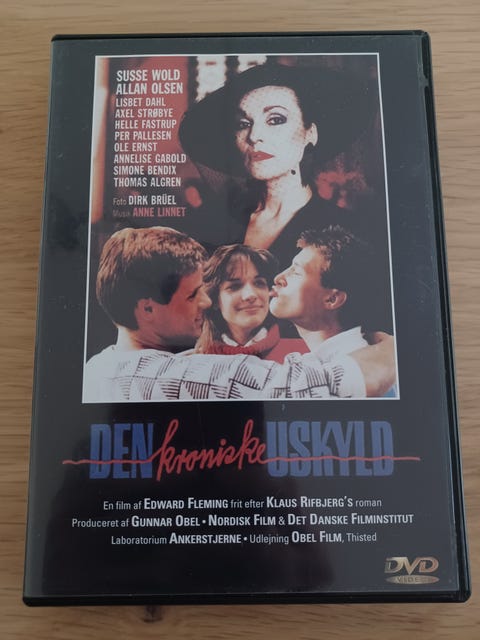 SUSSE WOLD
ALLAN OLSEN
LISBET DAHL
AXEL STRØBYE
HELLE FASTRUP
PER PALLESEN
OLE ERNST
ANNELISE GABOLD
SIMONE BENDIX
THOMAS ALGREN
Foto DIRK BRÜEL
Musik ANNE LINNET
DEN kroniske USKYLD
En film af EDWARD FLEMING frit efter KLAUS RIFBJERG'S roman
Produceret af GUNNAR OBEL • NORDISK FILM & DET DANSKE FILMINSTITUT
Laboratorium ANKERSTJERNE • Udlejning OBEL FILM, Thisted
DVD
VIDEO